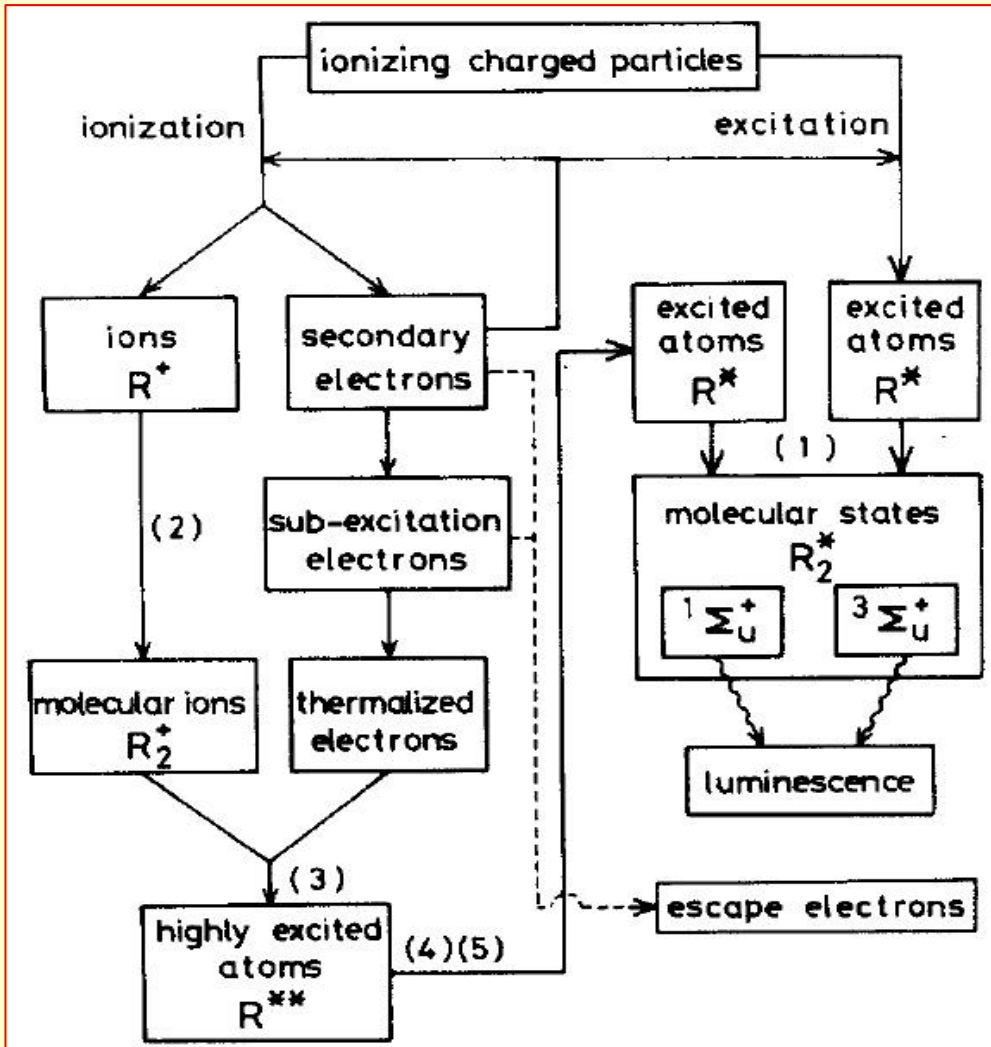 ionizing charged particles
ionization
excitation
ions
R⁺
secondary
electrons
excited
atoms
R*
excited
atoms
R*
(1)
(2)
sub-excitation
electrons
molecular states
R₂*
¹Σᵤ⁺
³Σᵤ⁺
molecular ions
R₂⁺
thermalized
electrons
luminescence
(3)
escape electrons
highly excited
atoms
R**
(4)(5)